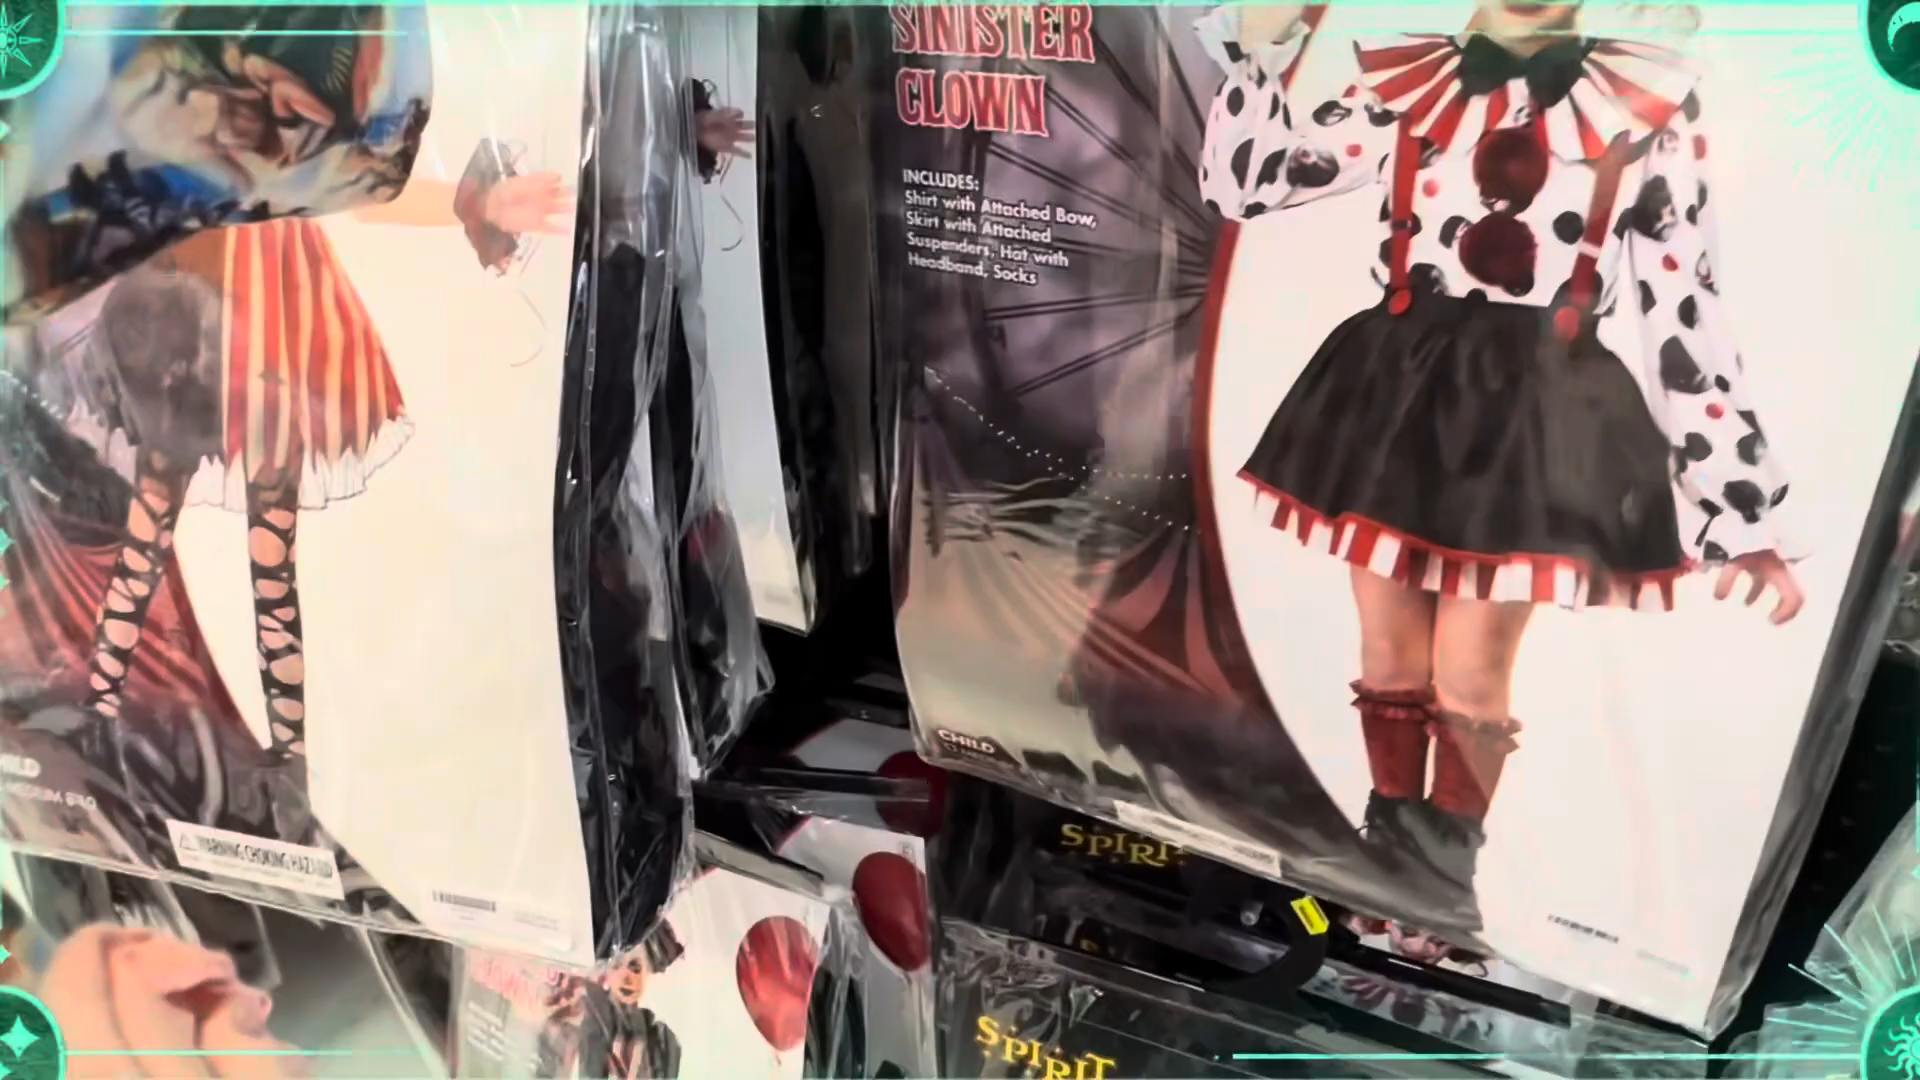 SINISTER
CLOWN
INCLUDES:
Shirt with Attached Bow,
Skirt with Attached
Suspenders, Hat with
Headband, Socks
CHILD
WARNING CHOKING HAZARD
SPIRIT
SPIRIT